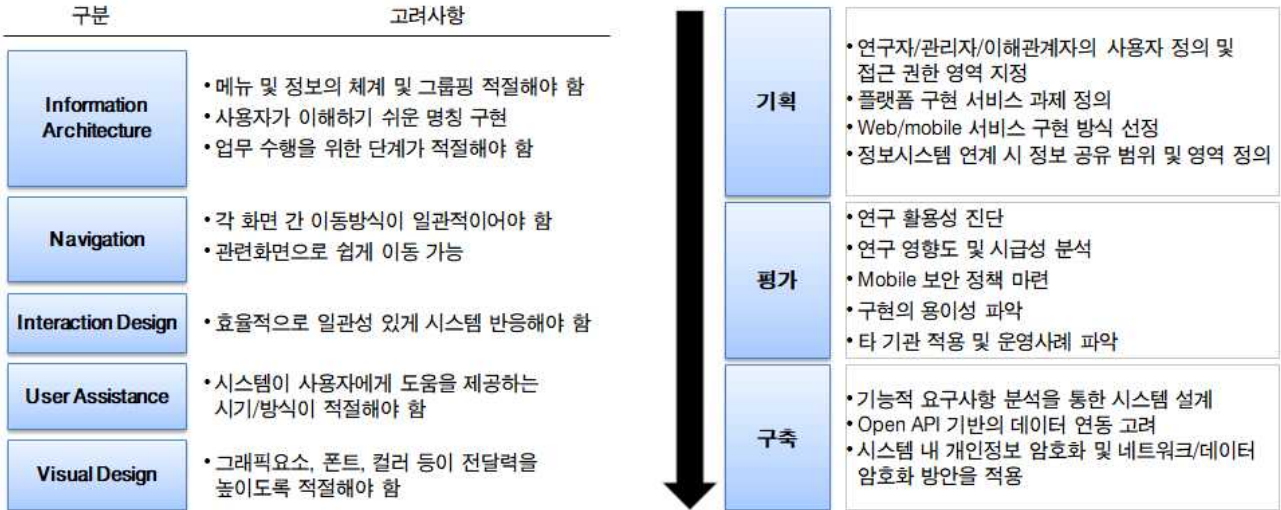 구분
고려사항
Information
Architecture
• 메뉴 및 정보의 체계 및 그룹핑 적절해야 함
• 사용자가 이해하기 쉬운 명칭 구현
• 업무 수행을 위한 단계가 적절해야 함
Navigation
• 각 화면 간 이동방식이 일관적이어야 함
• 관련화면으로 쉽게 이동 가능
Interaction Design
• 효율적으로 일관성 있게 시스템 반응해야 함
User Assistance
• 시스템이 사용자에게 도움을 제공하는
시기/방식이 적절해야 함
Visual Design
• 그래픽요소, 폰트, 컬러 등이 전달력을
높이도록 적절해야 함
기획
• 연구자/관리자/이해관계자의 사용자 정의 및
접근 권한 영역 지정
• 플랫폼 구현 서비스 과제 정의
• Web/mobile 서비스 구현 방식 선정
• 정보시스템 연계 시 정보 공유 범위 및 영역 정의
평가
• 연구 활용성 진단
• 연구 영향도 및 시급성 분석
• Mobile 보안 정책 마련
• 구현의 용이성 파악
• 타 기관 적용 및 운영사례 파악
구축
• 기능적 요구사항 분석을 통한 시스템 설계
• Open API 기반의 데이터 연동 고려
• 시스템 내 개인정보 암호화 및 네트워크/데이터
암호화 방안을 적용